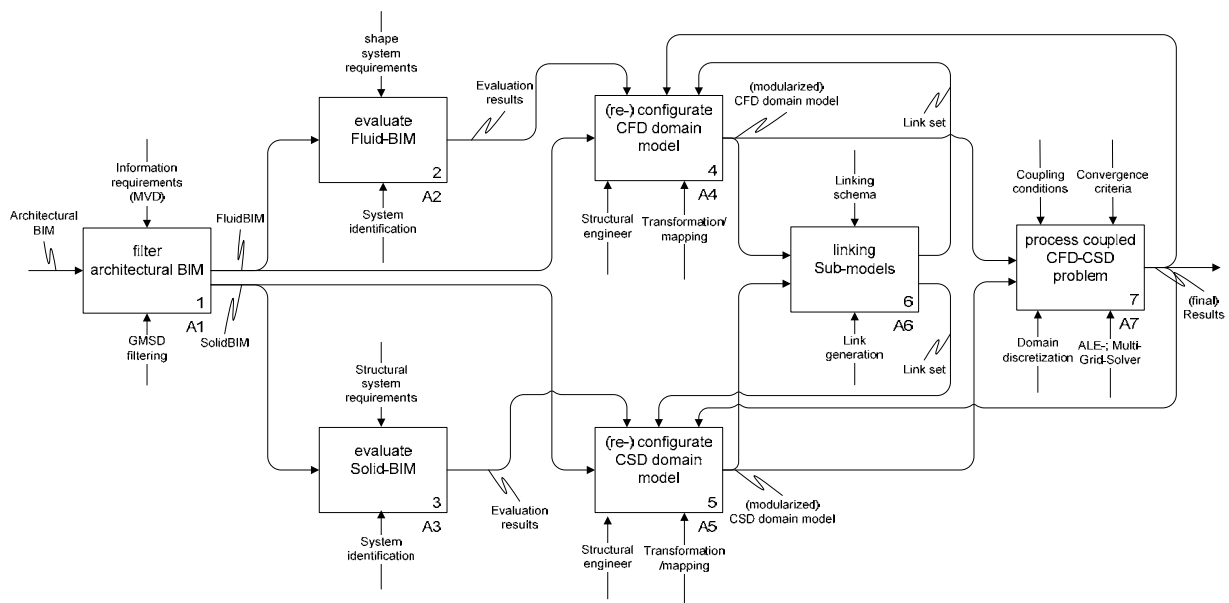 shape
system
requirements
Evaluation
results
evaluate
Fluid-BIM
2
A2
System
identification
(re-) configurate
CFD domain
model
4
A4
(modularized)
CFD domain model
Link set
Structural
engineer
Transformation/
mapping
Information
requirements
(MVD)
Architectural
BIM
FluidBIM
filter
architectural BIM
1
A1
GMSD
filtering
SolidBIM
Linking
schema
linking
Sub-models
6
A6
Link
generation
Link set
Coupling
conditions
Convergence
criteria
process coupled
CFD-CSD
problem
7
A7
(final)
Results
Domain
discretization
ALE-; Multi-
Grid-Solver
Structural
system
requirements
evaluate
Solid-BIM
3
A3
System
identification
Evaluation
results
(re-) configurate
CSD domain
model
5
A5
(modularized)
CSD domain model
Structural
engineer
Transformation
/mapping